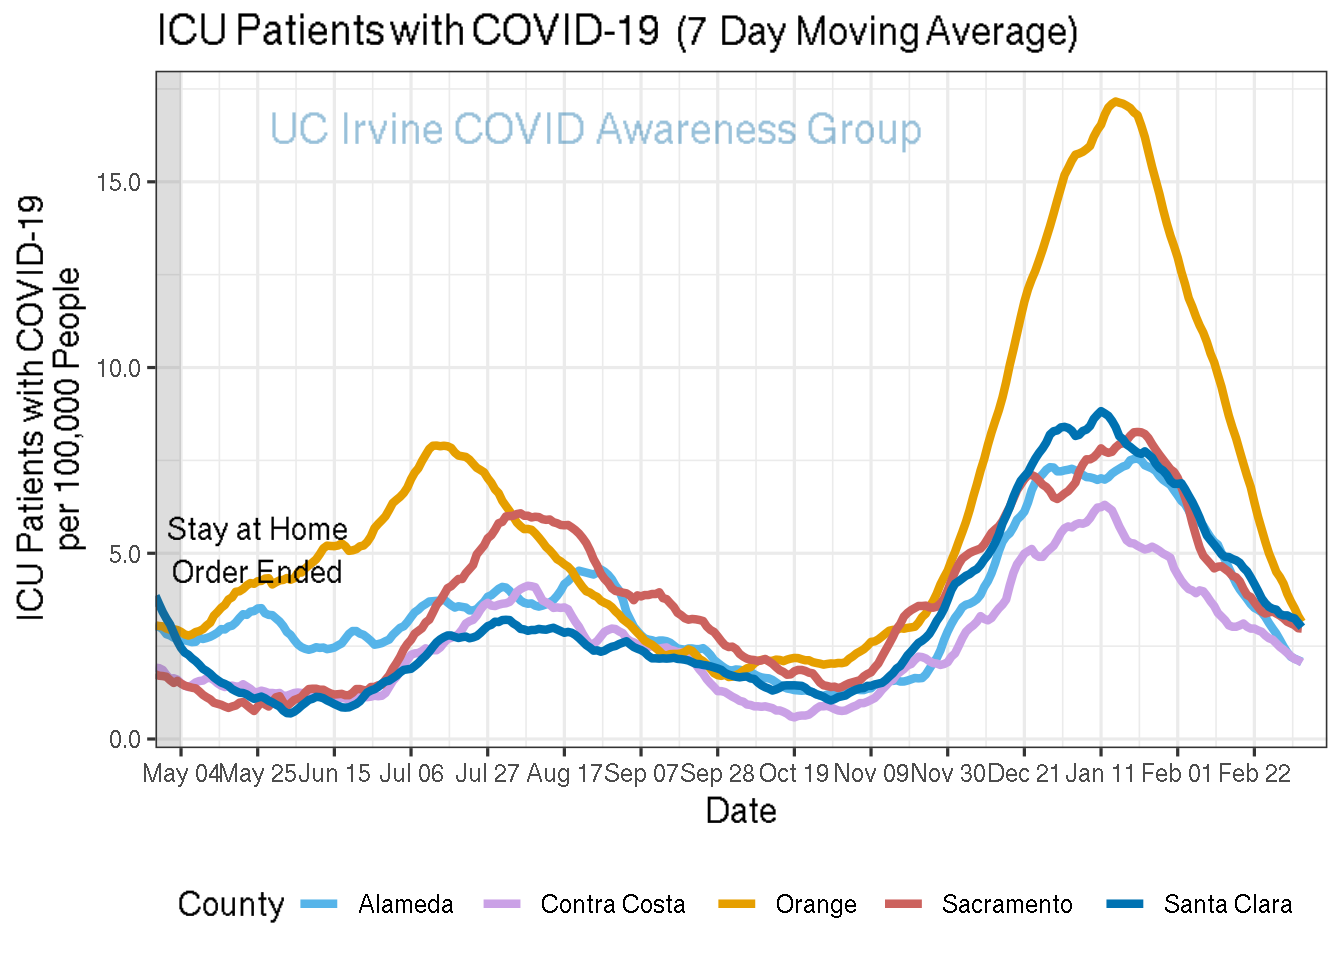 ICU Patients with COVID-19 (7 Day Moving Average)
UC Irvine COVID Awareness Group
ICU Patients with COVID-19
per 100,000 People
15.0
10.0
5.0
0.0
Stay at Home
Order Ended
May 04 May 25 Jun 15 Jul 06 Jul 27 Aug 17 Sep 07 Sep 28 Oct 19 Nov 09 Nov 30 Dec 21 Jan 11 Feb 01 Feb 22
Date
County Alameda Contra Costa Orange Sacramento Santa Clara